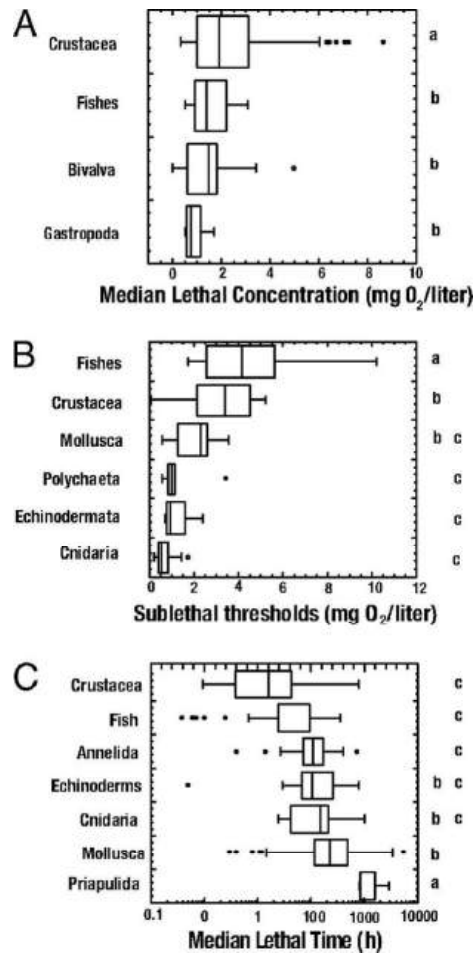 A
Crustacea a
Fishes b
Bivalva b
Gastropoda b
0 2 4 6 8 10
Median Lethal Concentration (mg O2/liter)
B
Fishes a
Crustacea b
Mollusca b c
Polychaeta c
Echinodermata c
Cnidaria c
0 2 4 6 8 10 12
Sublethal thresholds (mg O2/liter)
C
Crustacea c
Fish c
Annelida c
Echinoderms b c
Cnidaria b c
Mollusca b
Priapulida a
0.1 0 1 100 1000 10000
Median Lethal Time (h)